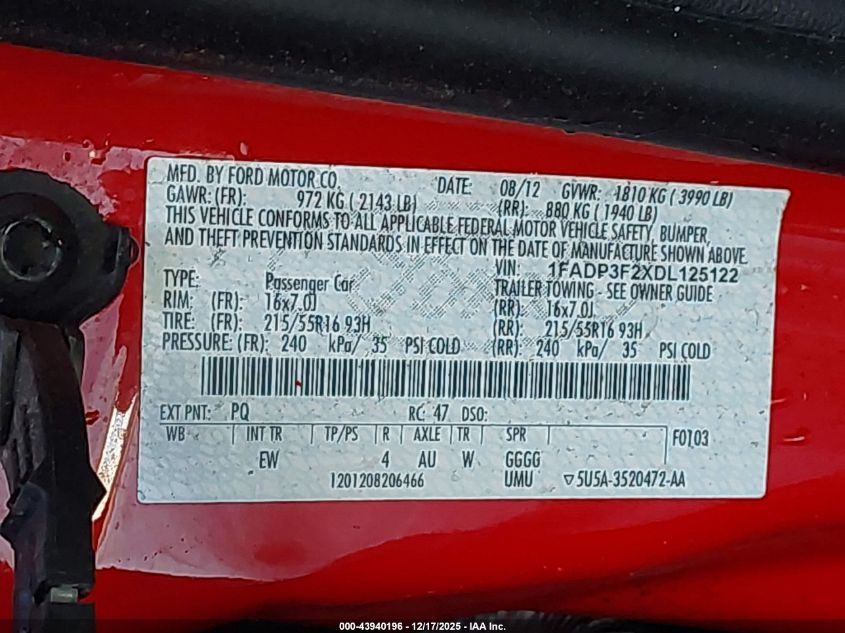 MFD. BY FORD MOTOR CO. DATE: 08/12 GVWR: 1810 KG ( 3990 LB)
GAWR: (FR): 972 KG ( 2143 LB) (RR): 880 KG ( 1940 LB)
THIS VEHICLE CONFORMS TO ALL APPLICABLE FEDERAL MOTOR VEHICLE SAFETY, BUMPER,
AND THEFT PREVENTION STANDARDS IN EFFECT ON THE DATE OF MANUFACTURE SHOWN ABOVE.
VIN: 1FADP3F2XDL125122
TYPE: Passenger Car TRAILER TOWING - SEE OWNER GUIDE
RIM: (FR): 16x7.0J (RR): 16x7.0J
TIRE: (FR): 215/55R16 93H (RR): 215/55R16 93H
PRESSURE: (FR): 240 kPa/ 35 PSI COLD (RR): 240 kPa/ 35 PSI COLD
EXT PNT: PQ RC: 47 DSO:
WB INT TR TP/PS R AXLE TR SPR F0103
EW 4 AU W GGGG
1201208206466 UMU ▽5U5A-3520472-AA
000-43940196 - 12/17/2025 - IAA Inc.